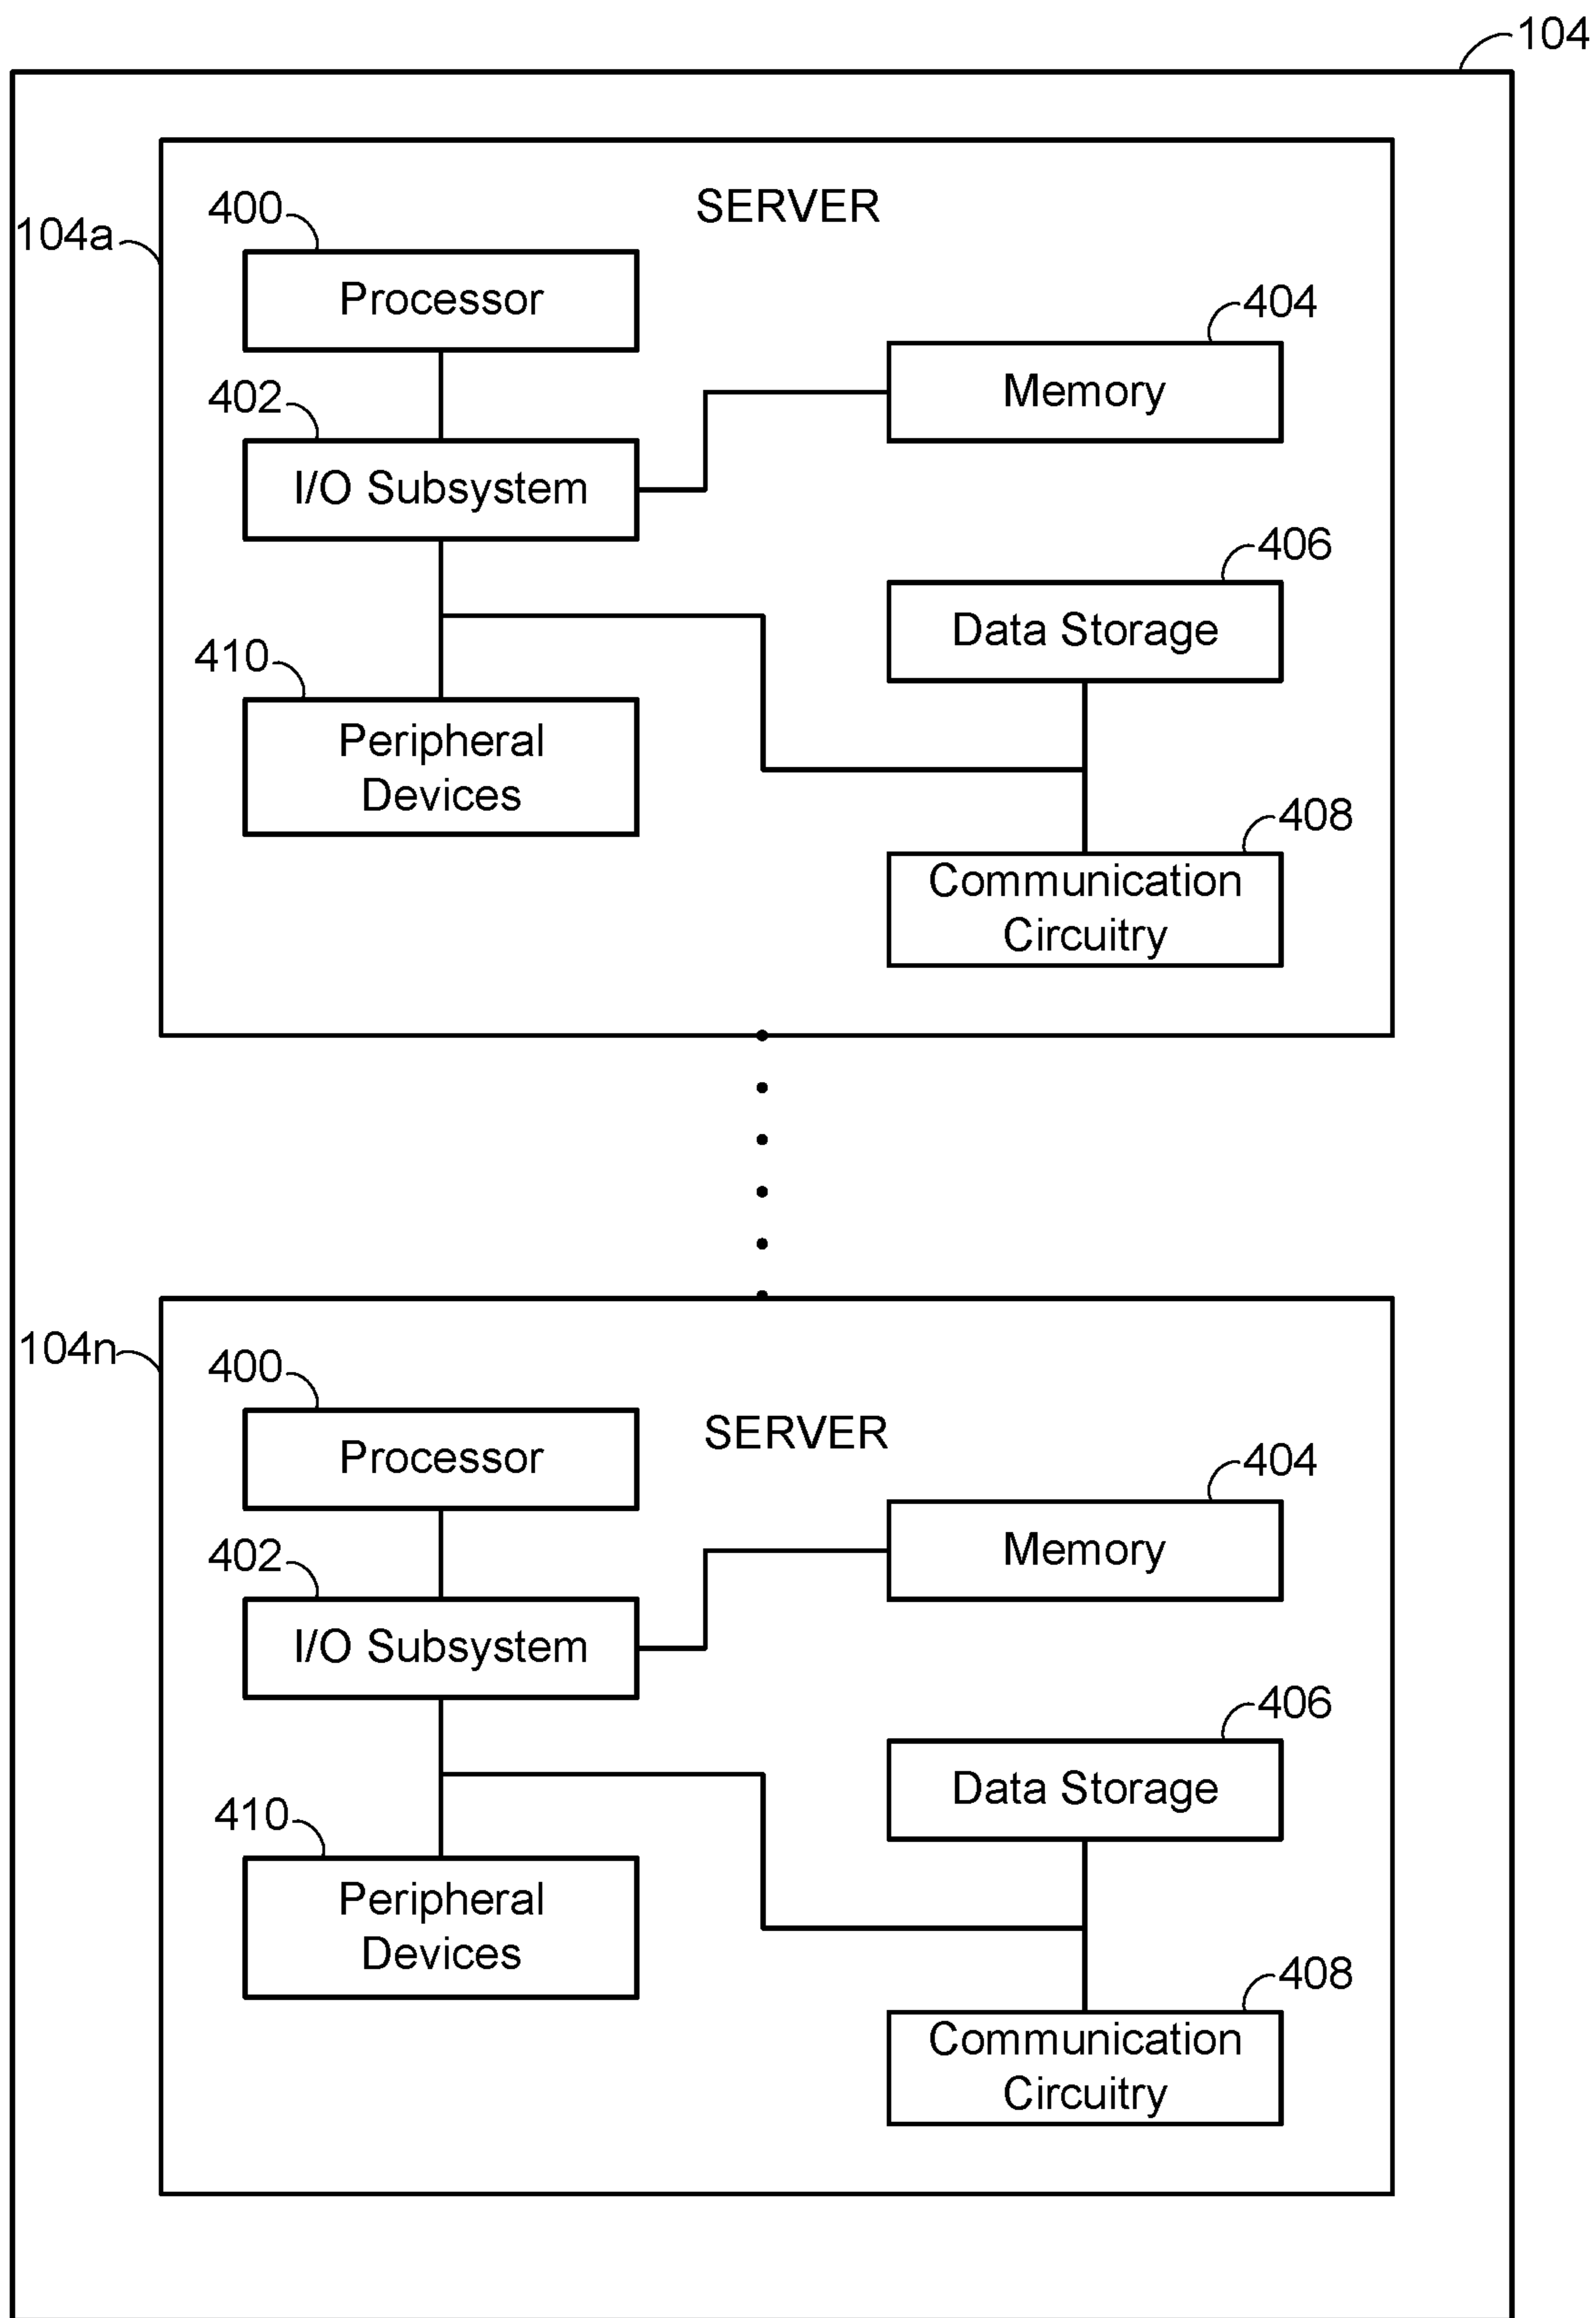 104
SERVER
400
104a
Processor
404
Memory
402
I/O Subsystem
406
Data Storage
410
Peripheral
Devices
408
Communication
Circuitry
104n
400
SERVER
Processor
404
Memory
402
I/O Subsystem
406
Data Storage
410
Peripheral
Devices
408
Communication
Circuitry